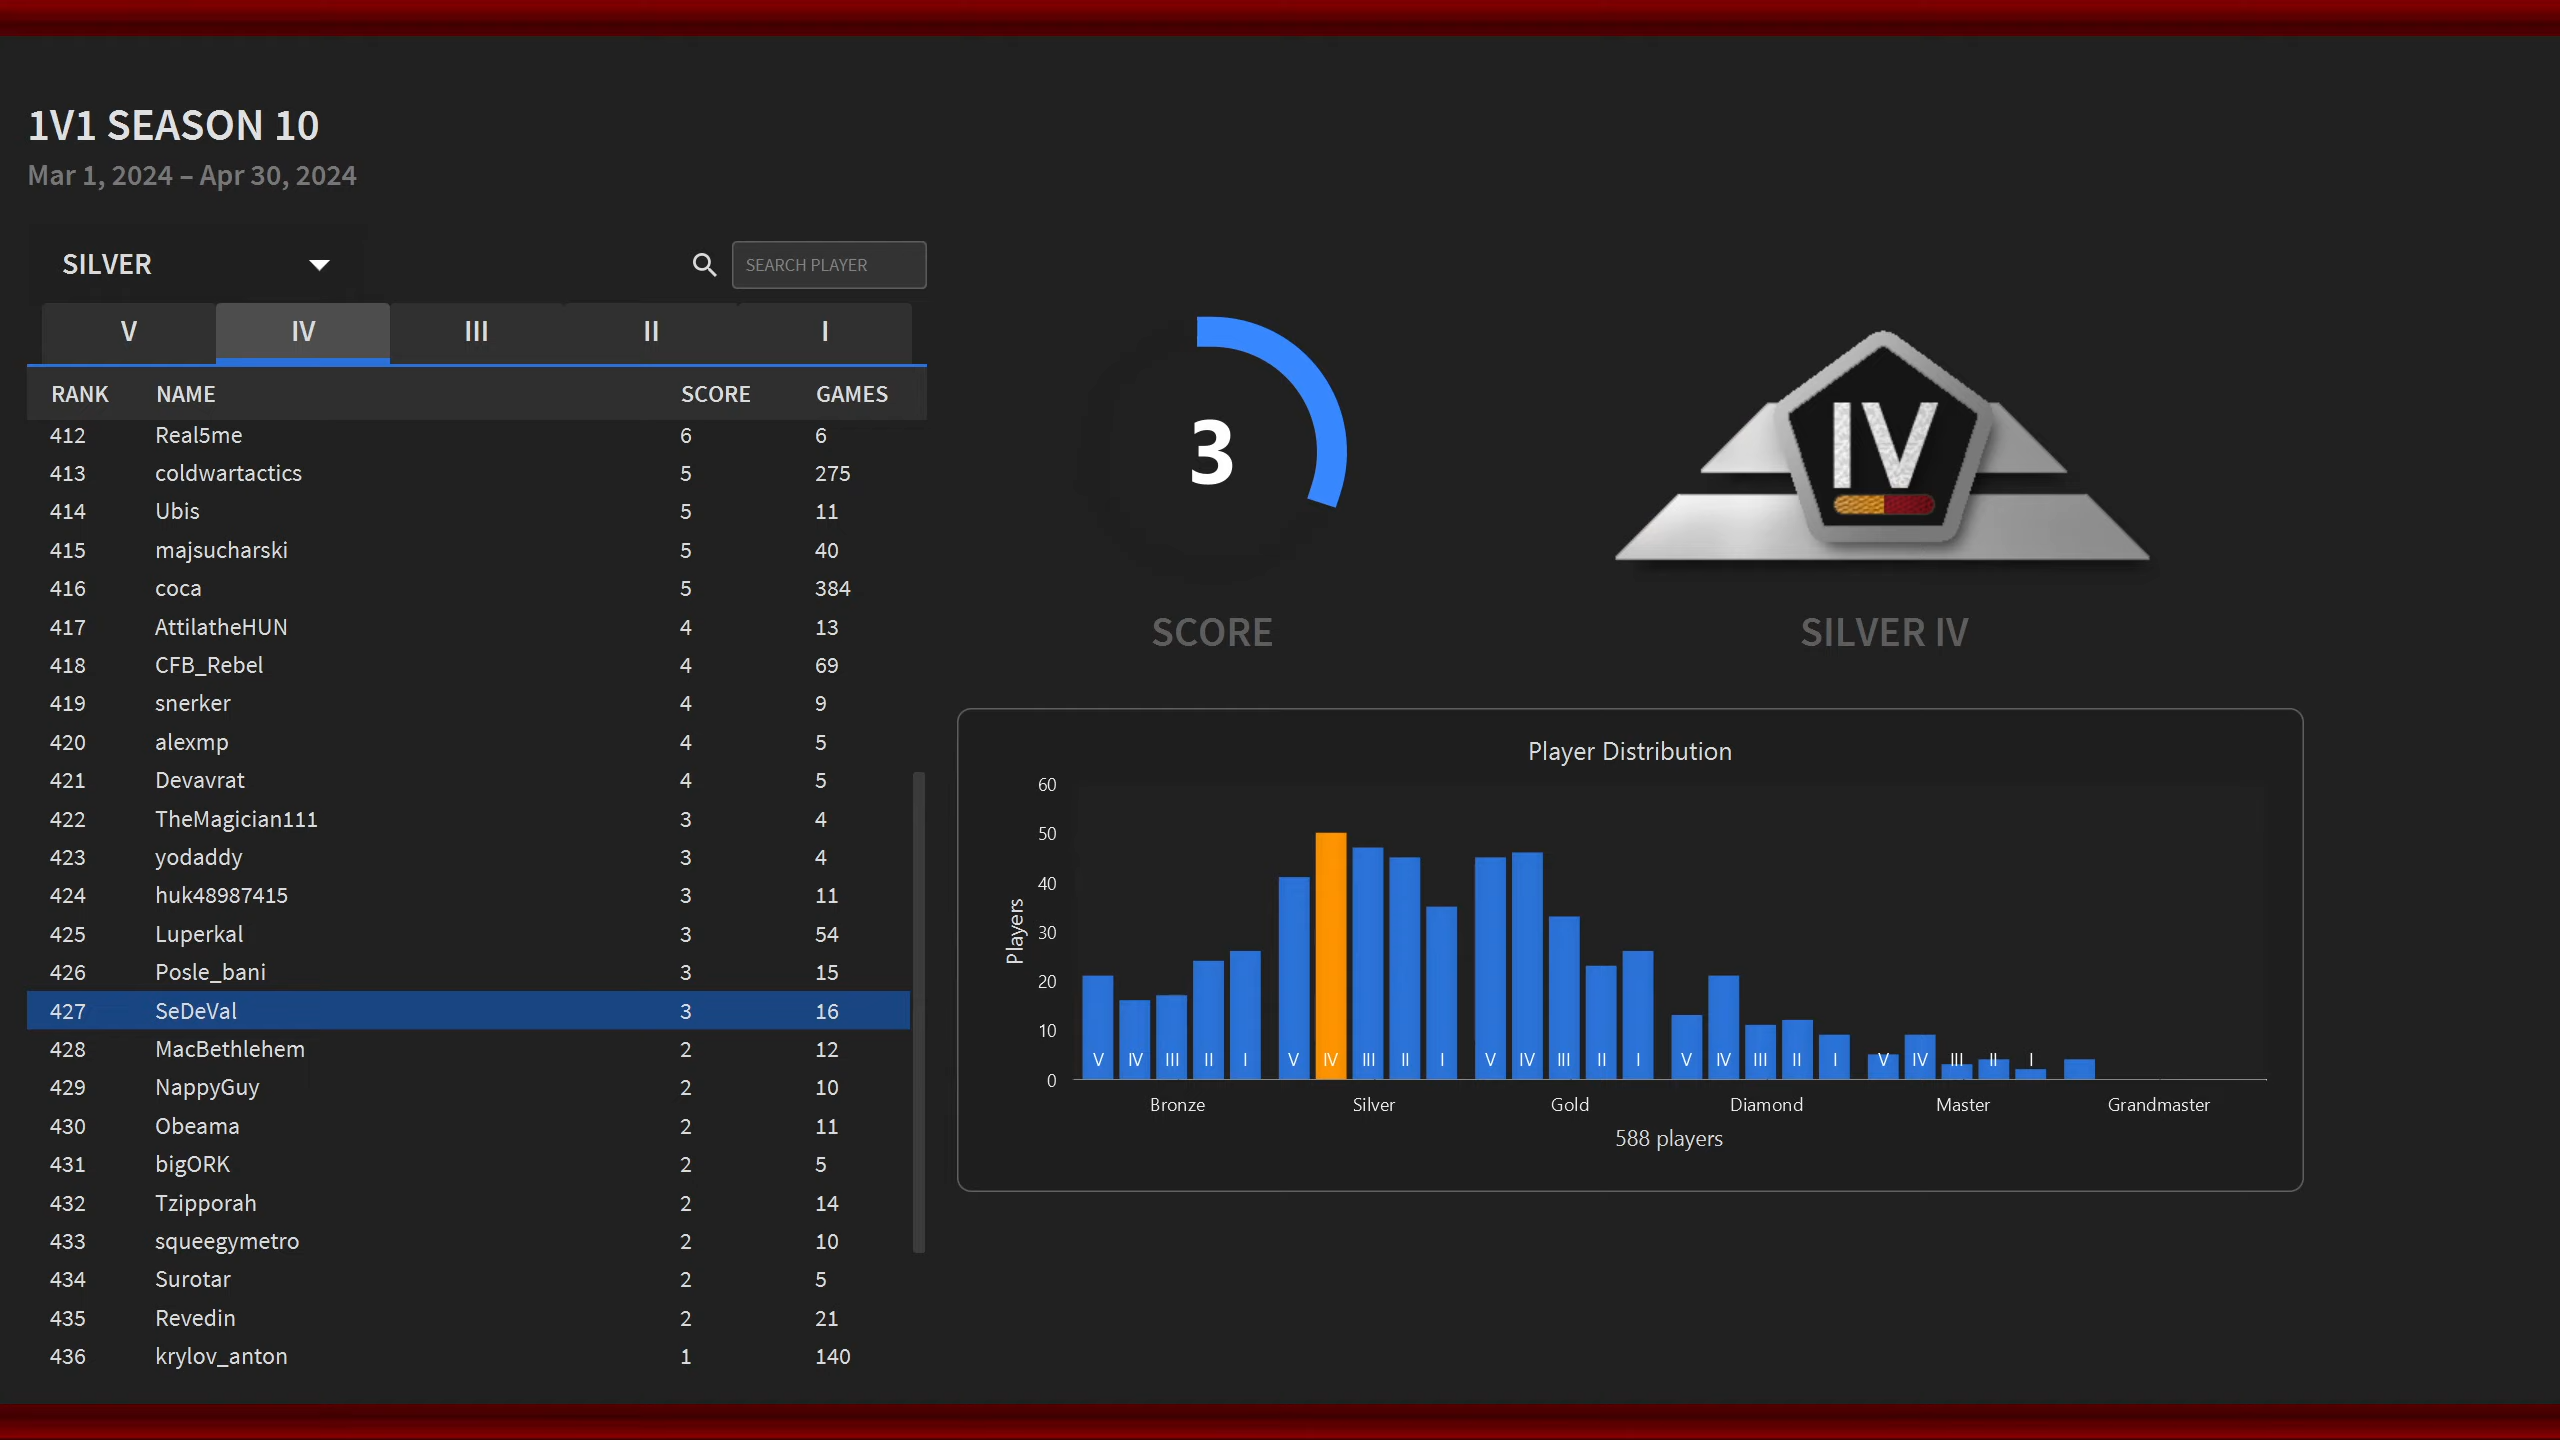 1V1 SEASON 10
Mar 1, 2024 – Apr 30, 2024
SILVER
SEARCH PLAYER
V IV III II I
RANK NAME SCORE GAMES
412 Real5me 6 6
413 coldwartactics 5 275
414 Ubis 5 11
415 majsucharski 5 40
416 coca 5 384
417 AttilatheHUN 4 13
418 CFB_Rebel 4 69
419 snerker 4 9
420 alexmp 4 5
421 Devavrat 4 5
422 TheMagician111 3 4
423 yodaddy 3 4
424 huk48987415 3 11
425 Luperkal 3 54
426 Posle_bani 3 15
427 SeDeVal 3 16
428 MacBethlehem 2 12
429 NappyGuy 2 10
430 Obeama 2 11
431 bigORK 2 5
432 Tzipporah 2 14
433 squeegymetro 2 10
434 Surotar 2 5
435 Revedin 2 21
436 krylov_anton 1 140
3
SCORE
IV
SILVER IV
Player Distribution
Players
60
50
40
30
20
10
0
V IV III II I V IV III II I V IV III II I V IV III II I V IV III II I
Bronze Silver Gold Diamond Master Grandmaster
588 players